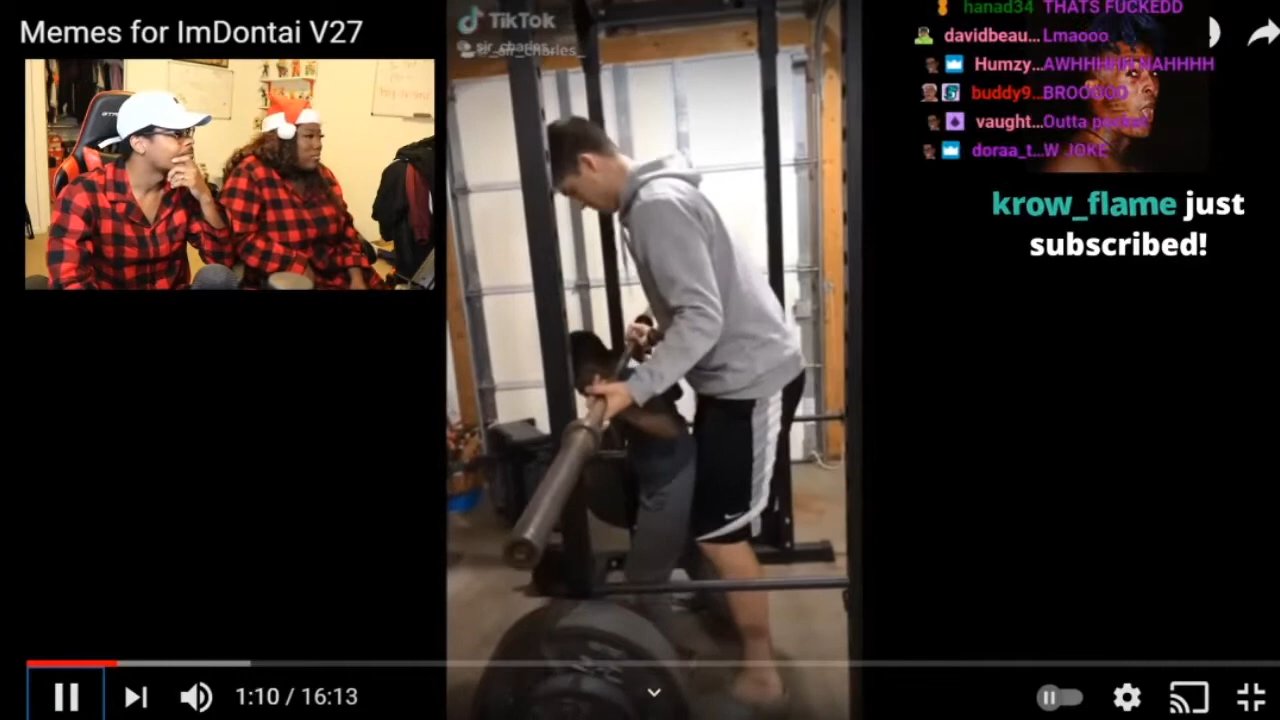 Memes for ImDontai V27
TikTok
hanad34 THATS FUCKEDD
davidbeau...Lmaooo
Humzy...AWHHHHH NAHHHH
buddy9...BROOOOD
vaught...Outta pocket
doraa_t...W JOKE
krow_flame just
subscribed!
1:10 / 16:13